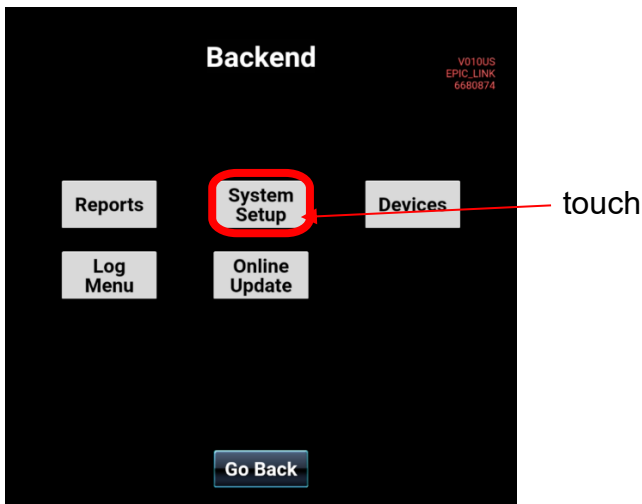 Backend
V010US
EPIC_LINK
6680874
Reports
System
Setup
Devices
touch
Log
Menu
Online
Update
Go Back